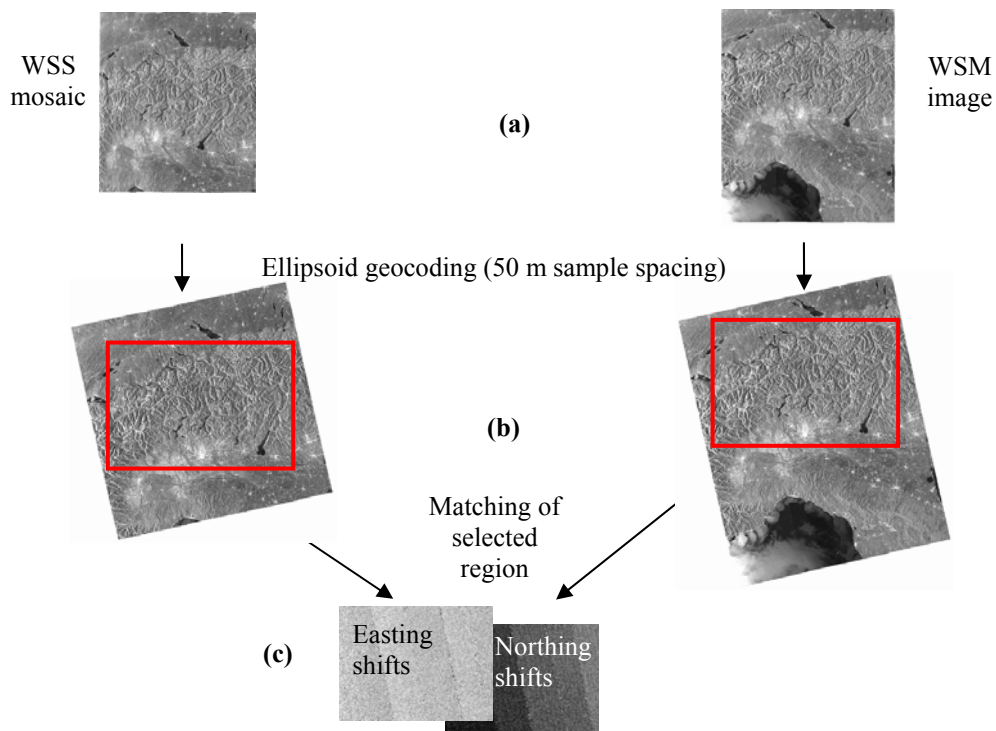 WSS
mosaic
WSM
image
(a)
Ellipsoid geocoding (50 m sample spacing)
(b)
Matching of
selected
region
(c)
Easting
shifts
Northing
shifts